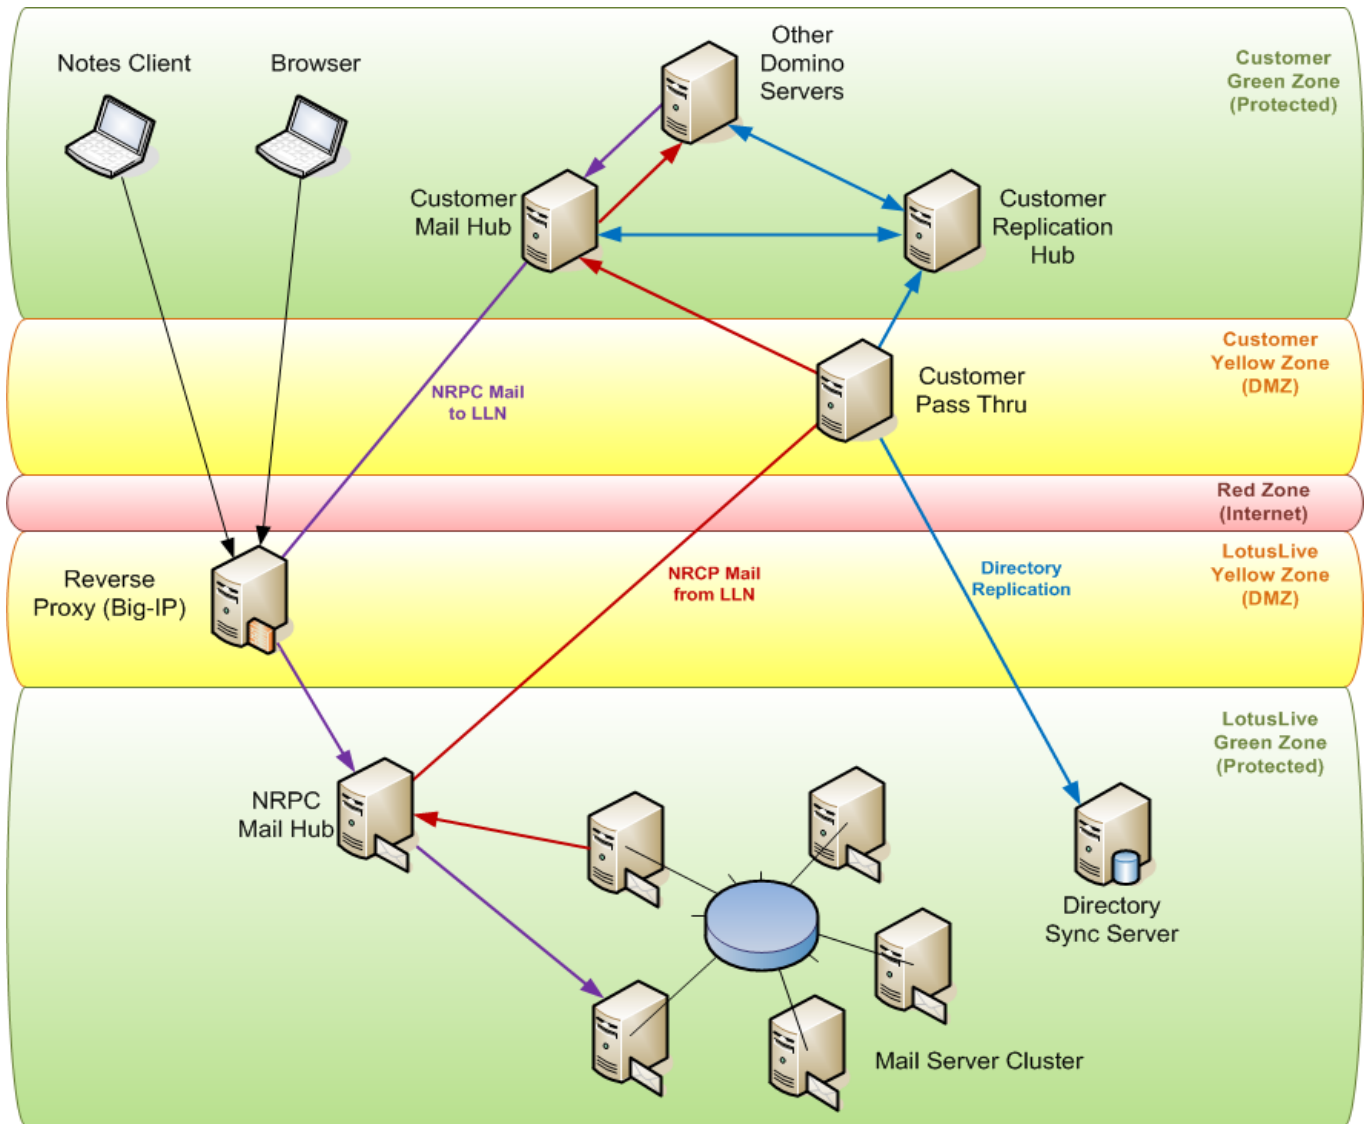 Notes Client
Browser
Other
Domino
Servers
Customer
Green Zone
(Protected)
Customer
Mail Hub
Customer
Replication
Hub
Customer
Yellow Zone
(DMZ)
NRPC Mail
to LLN
Customer
Pass Thru
Red Zone
(Internet)
LotusLive
Yellow Zone
(DMZ)
Reverse
Proxy (Big-IP)
NRCP Mail
from LLN
Directory
Replication
LotusLive
Green Zone
(Protected)
NRPC
Mail Hub
Directory
Sync Server
Mail Server Cluster